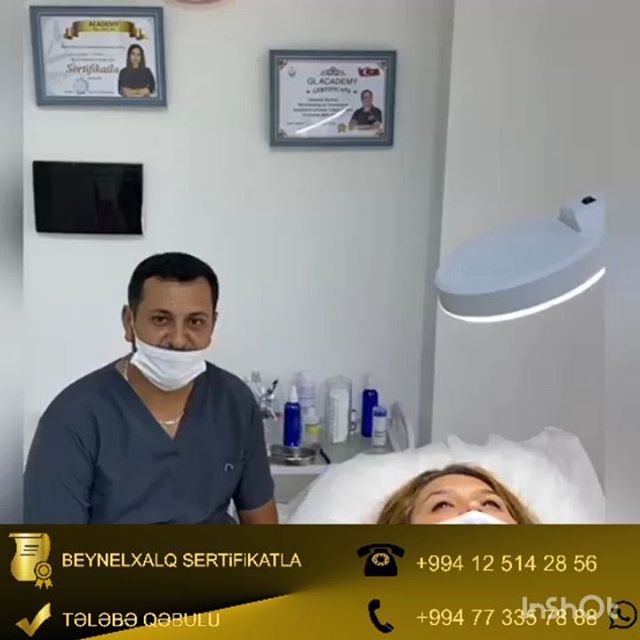 ACADEMY
Sertifikatla
GL ACADEMY
CERTIFICATE
BEYNELXALQ SERTİFİKATLA
+994 12 514 28 56
TƏLƏBƏ QƏBULU
+994 77 335 78 88
InShOt